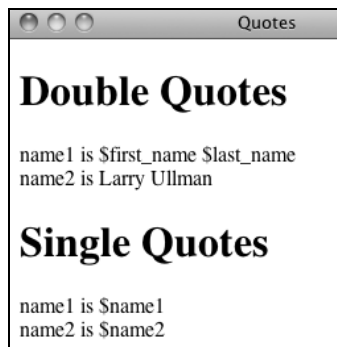 Quotes
Double Quotes
name1 is $first_name $last_name
name2 is Larry Ullman
Single Quotes
name1 is $name1
name2 is $name2